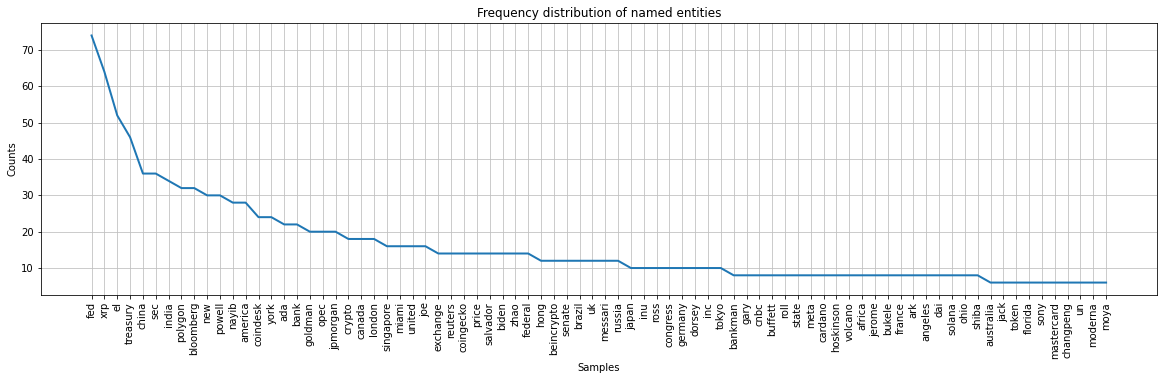 Frequency distribution of named entities
70
60
50
40
30
20
10
Counts
fed
xrp
el
treasury
china
sec
india
polygon
bloomberg
new
powell
nayib
america
coindesk
york
ada
bank
goldman
opec
jpmorgan
crypto
canada
london
singapore
miami
united
joe
exchange
reuters
coingecko
price
salvador
biden
zhao
federal
hong
beincrypto
senate
brazil
uk
messari
russia
japan
inu
ross
congress
germany
dorsey
inc
tokyo
bankman
gary
cnbc
buffett
roll
state
meta
cardano
hoskinson
volcano
africa
jerome
bukele
france
ark
angeles
dai
solana
ohio
shiba
australia
jack
token
florida
sony
mastercard
changpeng
un
moderna
moya
Samples